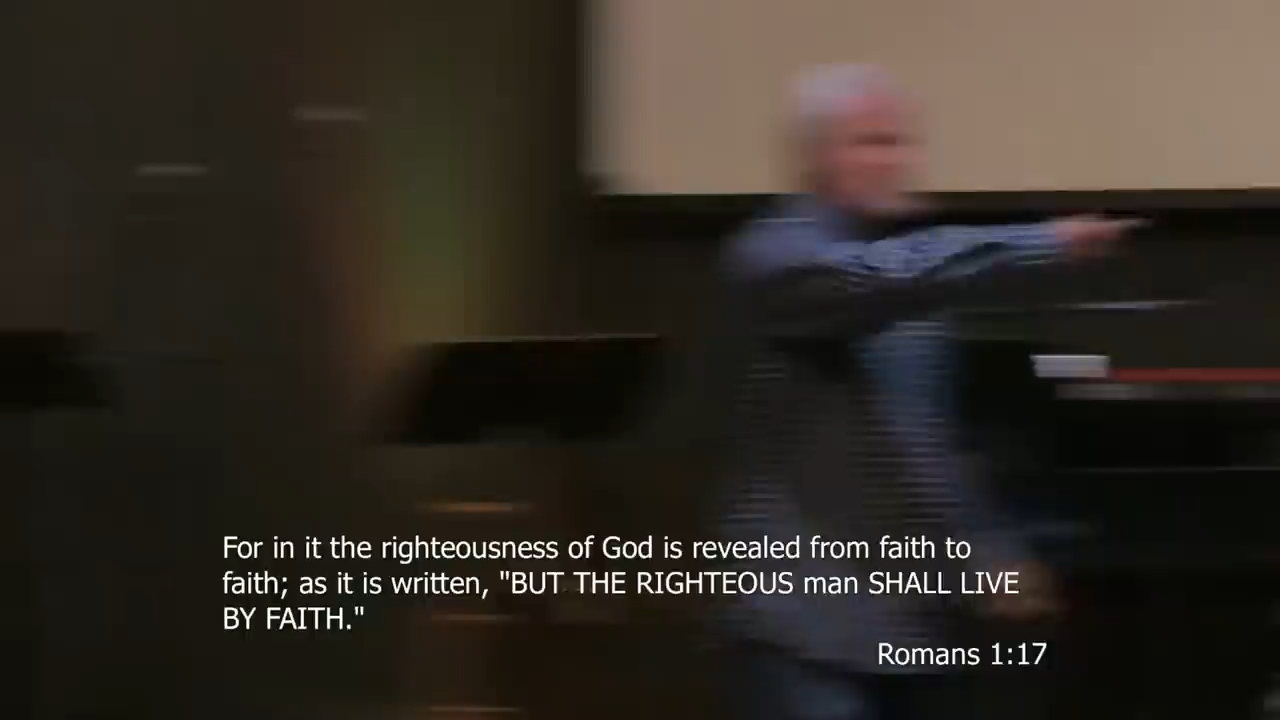 For in it the righteousness of God is revealed from faith to
faith; as it is written, "BUT THE RIGHTEOUS man SHALL LIVE
BY FAITH."
Romans 1:17